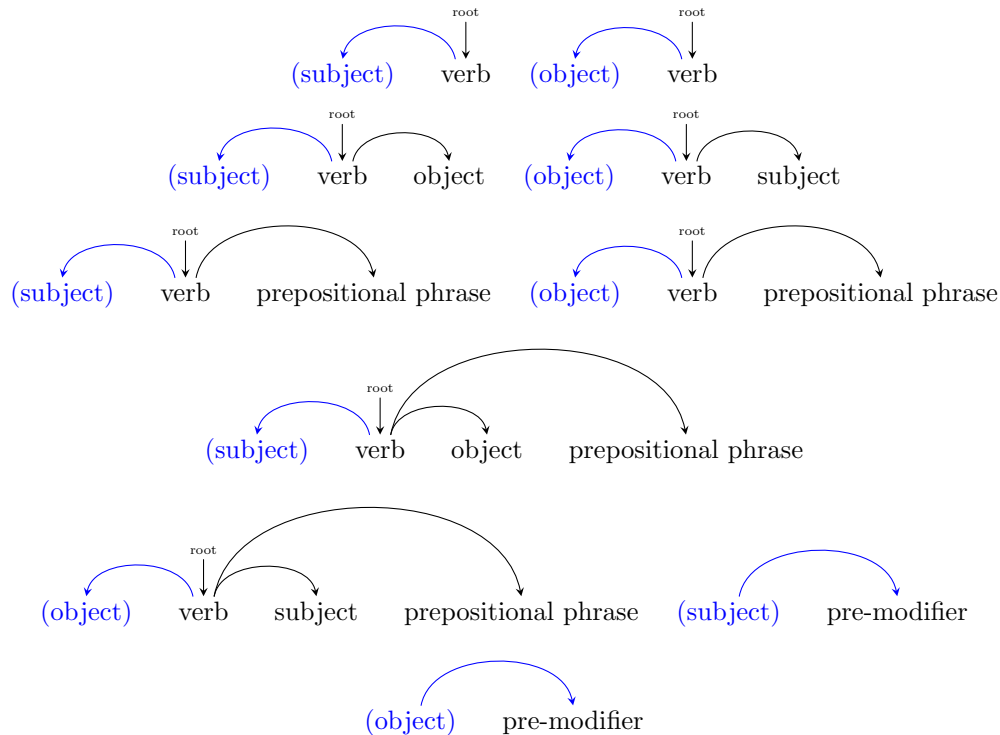 root root
(subject) verb (object) verb
root root
(subject) verb object (object) verb subject
root root
(subject) verb prepositional phrase (object) verb prepositional phrase
root
(subject) verb object prepositional phrase
root
(object) verb subject prepositional phrase (subject) pre-modifier
(object) pre-modifier